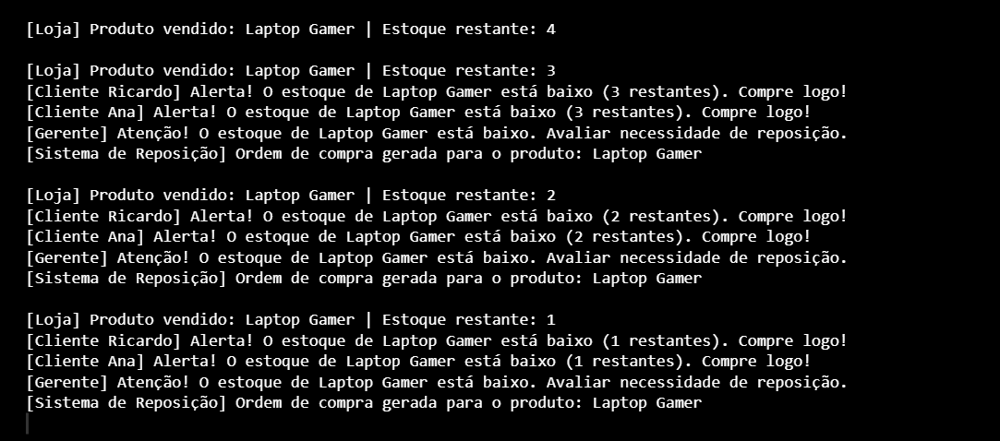 [Loja] Produto vendido: Laptop Gamer | Estoque restante: 4
[Loja] Produto vendido: Laptop Gamer | Estoque restante: 3
[Cliente Ricardo] Alerta! O estoque de Laptop Gamer está baixo (3 restantes). Compre logo!
[Cliente Ana] Alerta! O estoque de Laptop Gamer está baixo (3 restantes). Compre logo!
[Gerente] Atenção! O estoque de Laptop Gamer está baixo. Avaliar necessidade de reposição.
[Sistema de Reposição] Ordem de compra gerada para o produto: Laptop Gamer
[Loja] Produto vendido: Laptop Gamer | Estoque restante: 2
[Cliente Ricardo] Alerta! O estoque de Laptop Gamer está baixo (2 restantes). Compre logo!
[Cliente Ana] Alerta! O estoque de Laptop Gamer está baixo (2 restantes). Compre logo!
[Gerente] Atenção! O estoque de Laptop Gamer está baixo. Avaliar necessidade de reposição.
[Sistema de Reposição] Ordem de compra gerada para o produto: Laptop Gamer
[Loja] Produto vendido: Laptop Gamer | Estoque restante: 1
[Cliente Ricardo] Alerta! O estoque de Laptop Gamer está baixo (1 restantes). Compre logo!
[Cliente Ana] Alerta! O estoque de Laptop Gamer está baixo (1 restantes). Compre logo!
[Gerente] Atenção! O estoque de Laptop Gamer está baixo. Avaliar necessidade de reposição.
[Sistema de Reposição] Ordem de compra gerada para o produto: Laptop Gamer